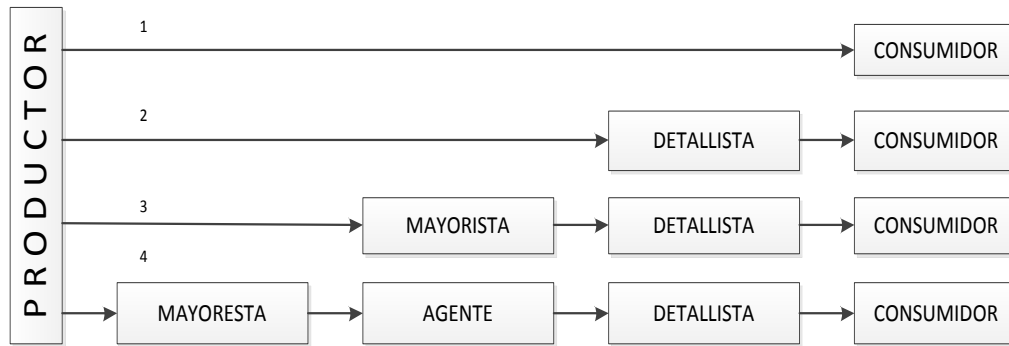 PRODUCTOR
1
CONSUMIDOR
2
DETALLISTA CONSUMIDOR
3
MAYORISTA DETALLISTA CONSUMIDOR
4
MAYORESTA AGENTE DETALLISTA CONSUMIDOR